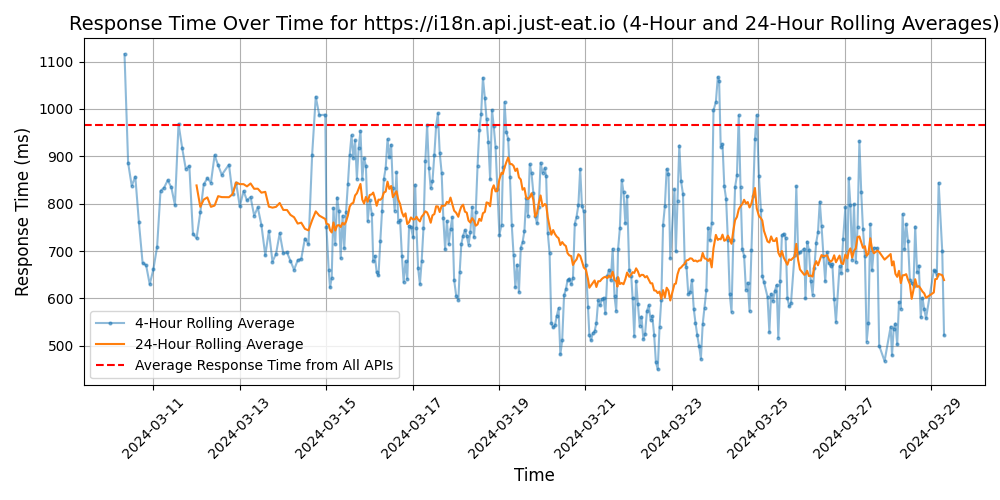 Response Time Over Time for https://i18n.api.just-eat.io (4-Hour and 24-Hour Rolling Averages)
Response Time (ms)
1100
1000
900
800
700
600
500
4-Hour Rolling Average
24-Hour Rolling Average
Average Response Time from All APIs
2024-03-11
2024-03-13
2024-03-15
2024-03-17
2024-03-19
2024-03-21
2024-03-23
2024-03-25
2024-03-27
2024-03-29
Time